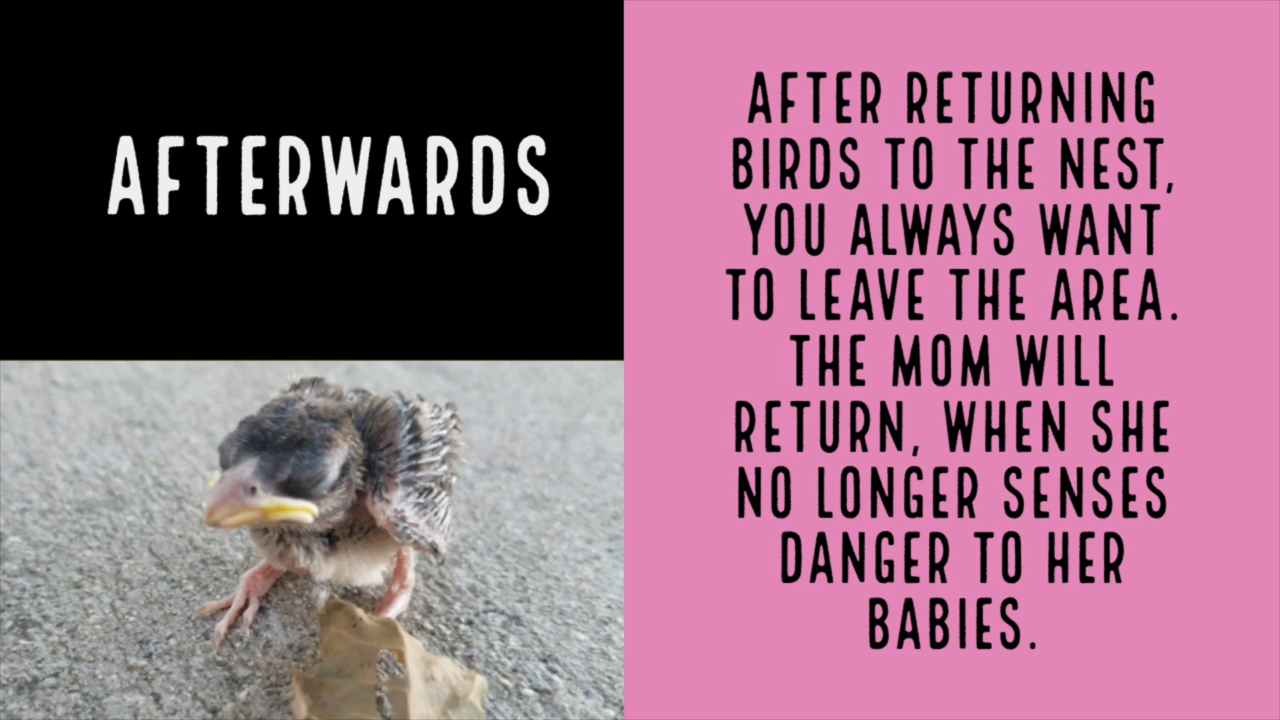 AFTERWARDS
AFTER RETURNING
BIRDS TO THE NEST,
YOU ALWAYS WANT
TO LEAVE THE AREA.
THE MOM WILL
RETURN, WHEN SHE
NO LONGER SENSES
DANGER TO HER
BABIES.